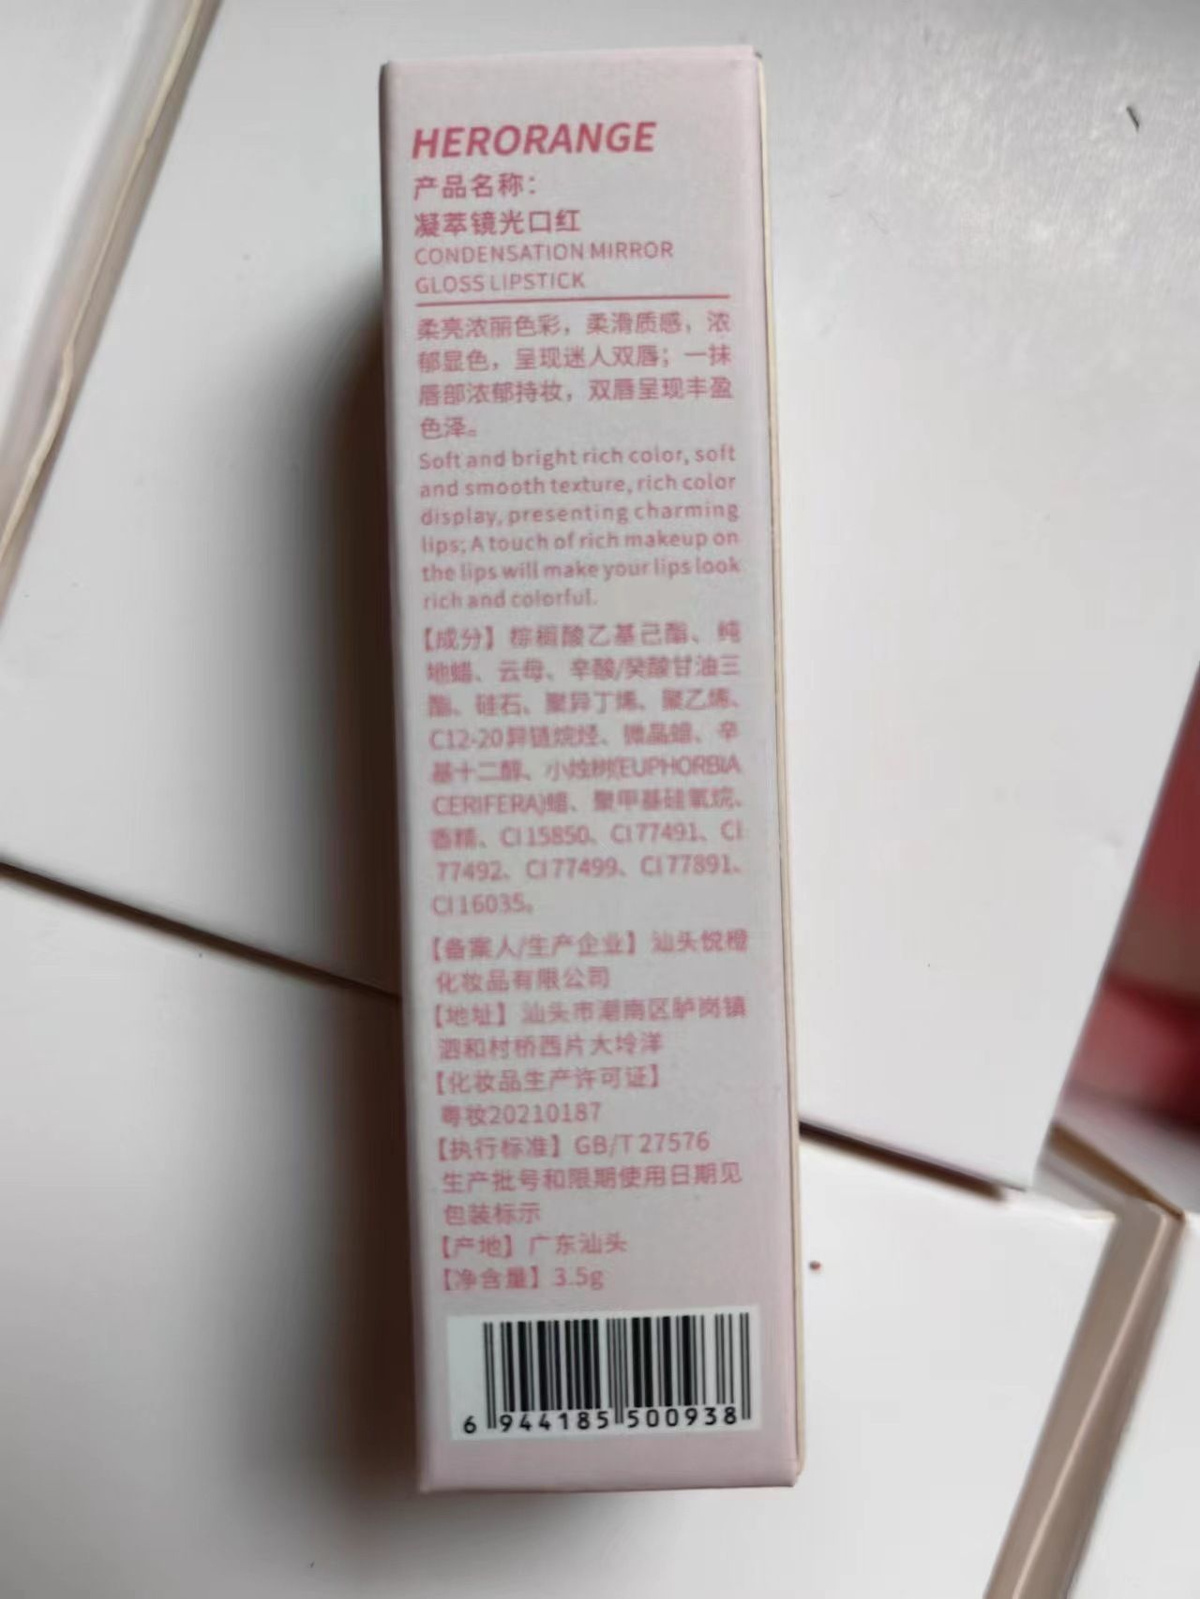 HERORANGE
产品名称：
凝萃镜光口红
CONDENSATION MIRROR
GLOSS LIPSTICK
柔亮浓丽色彩，柔滑质感，浓
郁显色，呈现迷人双唇；一抹
唇部浓郁持妆，双唇呈现丰盈
色泽。
Soft and bright rich color, soft
and smooth texture, rich color
display, presenting charming
lips; A touch of rich makeup on
the lips will make your lips look
rich and colorful.
【成分】棕榈酸乙基己酯、纯
地蜡、云母、辛酸/癸酸甘油三
酯、硅石、聚异丁烯、聚乙烯、
C12-20异链烷烃、微晶蜡、辛
基十二醇、小烛树(EUPHORBIA
CERIFERA)蜡、聚甲基硅氧烷、
香精、CI 15850、CI 77491、CI
77492、CI 77499、CI 77891、
CI 16035。
【备案人/生产企业】汕头悦橙
化妆品有限公司
【地址】汕头市潮南区胪岗镇
泗和村桥西片大坽洋
【化妆品生产许可证】
粤妆20210187
【执行标准】GB/T 27576
生产批号和限期使用日期见
包装标示
【产地】广东汕头
【净含量】3.5g
6 944185 500938